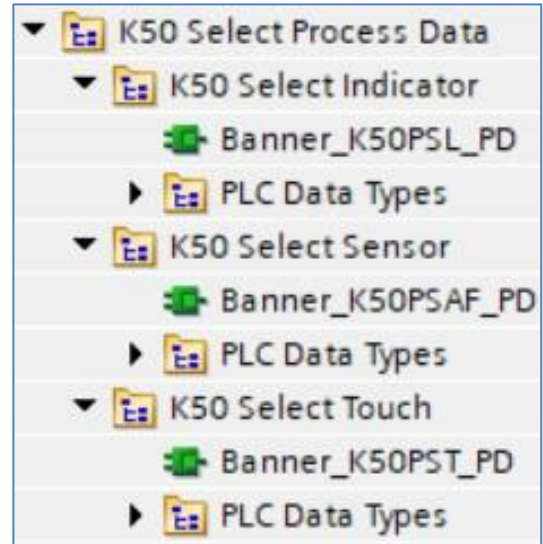 K50 Select Process Data
K50 Select Indicator
Banner_K50PSL_PD
PLC Data Types
K50 Select Sensor
Banner_K50PSAF_PD
PLC Data Types
K50 Select Touch
Banner_K50PST_PD
PLC Data Types